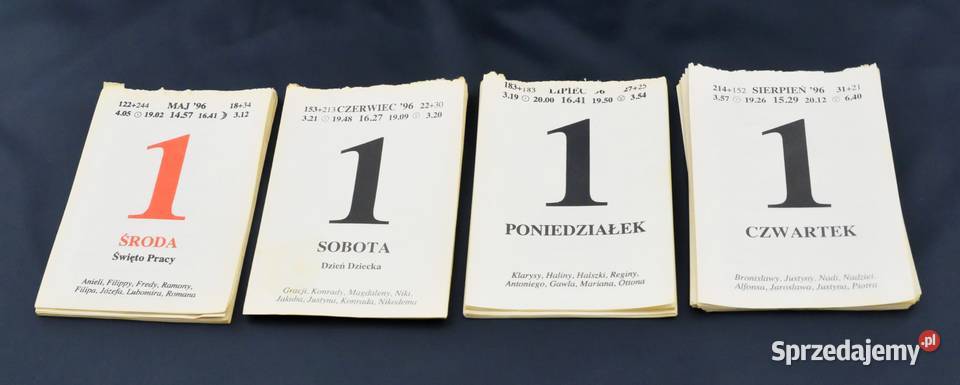 122+244 MAJ '96 18+34
4.05 19.02 14.57 16.41 3.12
1
ŚRODA
Święto Pracy
Anieli, Filippy, Fredy, Ramony,
Filipa, Józefa, Lubomira, Romana
153+213 CZERWIEC '96 22+30
3.21 19.48 16.27 19.09 3.20
1
SOBOTA
Dzień Dziecka
Gracji, Konrady, Magdaleny, Niki,
Jakuba, Justyna, Konrada, Nikodema
183+183 LIPIEC '96 27+25
3.19 20.00 16.41 19.50 3.54
1
PONIEDZIAŁEK
Klarysy, Haliny, Halszki, Reginy,
Antoniego, Gawła, Mariana, Ottona
214+152 SIERPIEŃ '96 31+21
3.57 19.26 15.29 20.12 6.40
1
CZWARTEK
Bronisławy, Justyny, Nadi, Nadziei,
Alfonsa, Jarosława, Justyna, Piotra
Sprzedajemy.pl